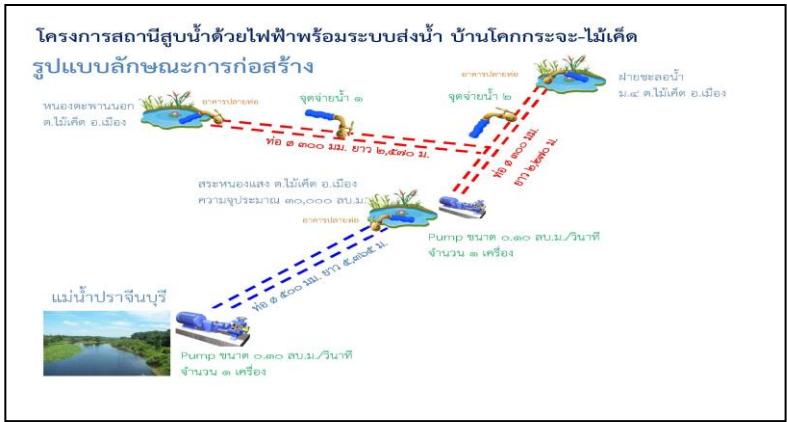 โครงการสถานีสูบน้ำด้วยไฟฟ้าพร้อมระบบส่งน้ำ บ้านโคกกระจะ-ไม้เค็ด
รูปแบบลักษณะการก่อสร้าง
หนองตะพานนอก
ต.ไม้เค็ด อ.เมือง
อาคารปลายท่อ
จุดจ่ายน้ำ ๑
จุดจ่ายน้ำ ๒
อาคารปลายท่อ
ฝายชะลอน้ำ
ม.๔ ต.ไม้เค็ด อ.เมือง
ท่อ ø ๓๐๐ มม. ยาว ๒,๕๗๐ ม.
ท่อ ø ๓๐๐ มม.
ยาว ๒,๒๗๐ ม.
สระหนองแสง ต.ไม้เค็ด อ.เมือง
ความจุประมาณ ๓๐,๐๐๐ ลบ.ม.
อาคารปลายท่อ
Pump ขนาด ๐.๑๐ ลบ.ม./วินาที
จำนวน ๑ เครื่อง
ท่อ ø ๕๐๐ มม. ยาว ๕,๓๖๕ ม.
แม่น้ำปราจีนบุรี
Pump ขนาด ๐.๓๐ ลบ.ม./วินาที
จำนวน ๑ เครื่อง